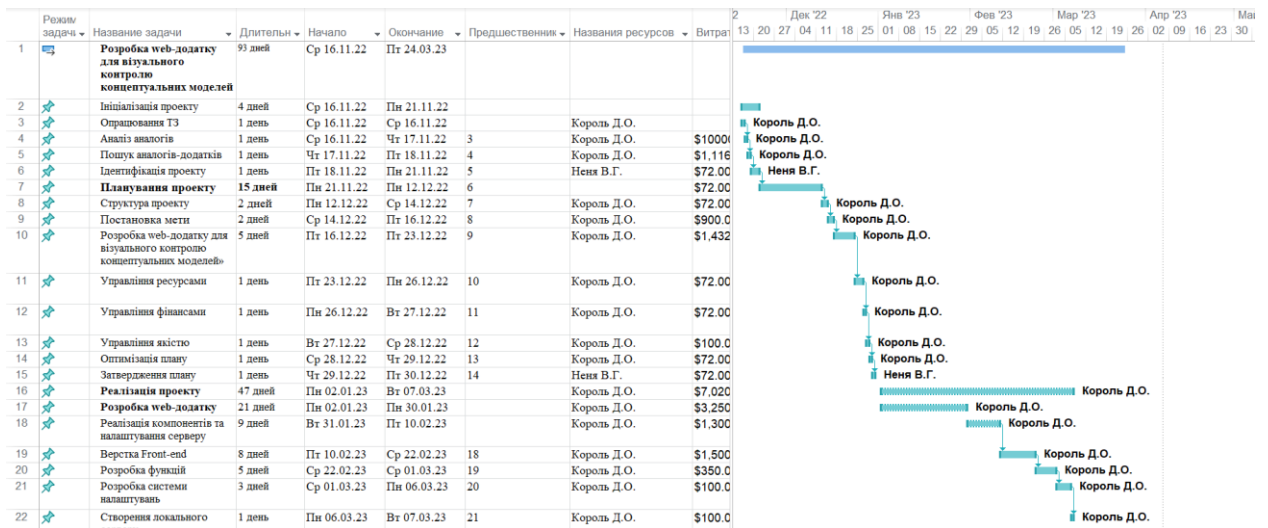 2 Дек '22 Янв '23 Фев '23 Мар '23 Апр '23 Май
Режим
задачи Название задачи Длительн Начало Окончание Предшественник Названия ресурсов Витрат
13 20 27 04 11 18 25 01 08 15 22 29 05 12 19 26 05 12 19 26 02 09 16 23 30
1 Розробка web-додатку 93 дней Ср 16.11.22 Пт 24.03.23
для візуального
контролю
концептуальних моделей
2 Ініціалізація проекту 4 дней Ср 16.11.22 Пн 21.11.22
3 Опрацювання ТЗ 1 день Ср 16.11.22 Ср 16.11.22 Король Д.О. Король Д.О.
4 Аналіз аналогів 1 день Ср 16.11.22 Чт 17.11.22 3 Король Д.О. $1000 Король Д.О.
5 Пошук аналогів-додатків 1 день Чт 17.11.22 Пт 18.11.22 4 Король Д.О. $1,116 Король Д.О.
6 Ідентифікація проекту 1 день Пт 18.11.22 Пн 21.11.22 5 Неня В.Г. $72.00 Неня В.Г.
7 Планування проекту 15 дней Пн 21.11.22 Пн 12.12.22 6 $72.00
8 Структура проекту 2 дней Пн 12.12.22 Ср 14.12.22 7 Король Д.О. $72.00 Король Д.О.
9 Постановка мети 2 дней Ср 14.12.22 Пт 16.12.22 8 Король Д.О. $900.0 Король Д.О.
10 Розробка web-додатку для 5 дней Пт 16.12.22 Пт 23.12.22 9 Король Д.О. $1,432 Король Д.О.
візуального контролю
концептуальних моделей»
11 Управління ресурсами 1 день Пт 23.12.22 Пн 26.12.22 10 Король Д.О. $72.00 Король Д.О.
12 Управління фінансами 1 день Пн 26.12.22 Вт 27.12.22 11 Король Д.О. $72.00 Король Д.О.
13 Управління якістю 1 день Вт 27.12.22 Ср 28.12.22 12 Король Д.О. $100.0 Король Д.О.
14 Оптимізація плану 1 день Ср 28.12.22 Чт 29.12.22 13 Король Д.О. $72.00 Король Д.О.
15 Затвердження плану 1 день Чт 29.12.22 Пт 30.12.22 14 Неня В.Г. $72.00 Неня В.Г.
16 Реалізація проекту 47 дней Пн 02.01.23 Вт 07.03.23 Король Д.О. $7,020 Король Д.О.
17 Розробка web-додатку 21 дней Пн 02.01.23 Пн 30.01.23 Король Д.О. $3,250 Король Д.О.
18 Реалізація компонентів та 9 дней Вт 31.01.23 Пт 10.02.23 Король Д.О. $1,300 Король Д.О.
налаштування серверу
19 Верстка Front-end 8 дней Пт 10.02.23 Ср 22.02.23 18 Король Д.О. $1,500 Король Д.О.
20 Розробка функцій 5 дней Ср 22.02.23 Ср 01.03.23 19 Король Д.О. $350.0 Король Д.О.
21 Розробка системи 3 дней Ср 01.03.23 Пн 06.03.23 20 Король Д.О. $100.0 Король Д.О.
налаштувань
22 Створення локального 1 день Пн 06.03.23 Вт 07.03.23 21 Король Д.О. $100.0 Король Д.О.